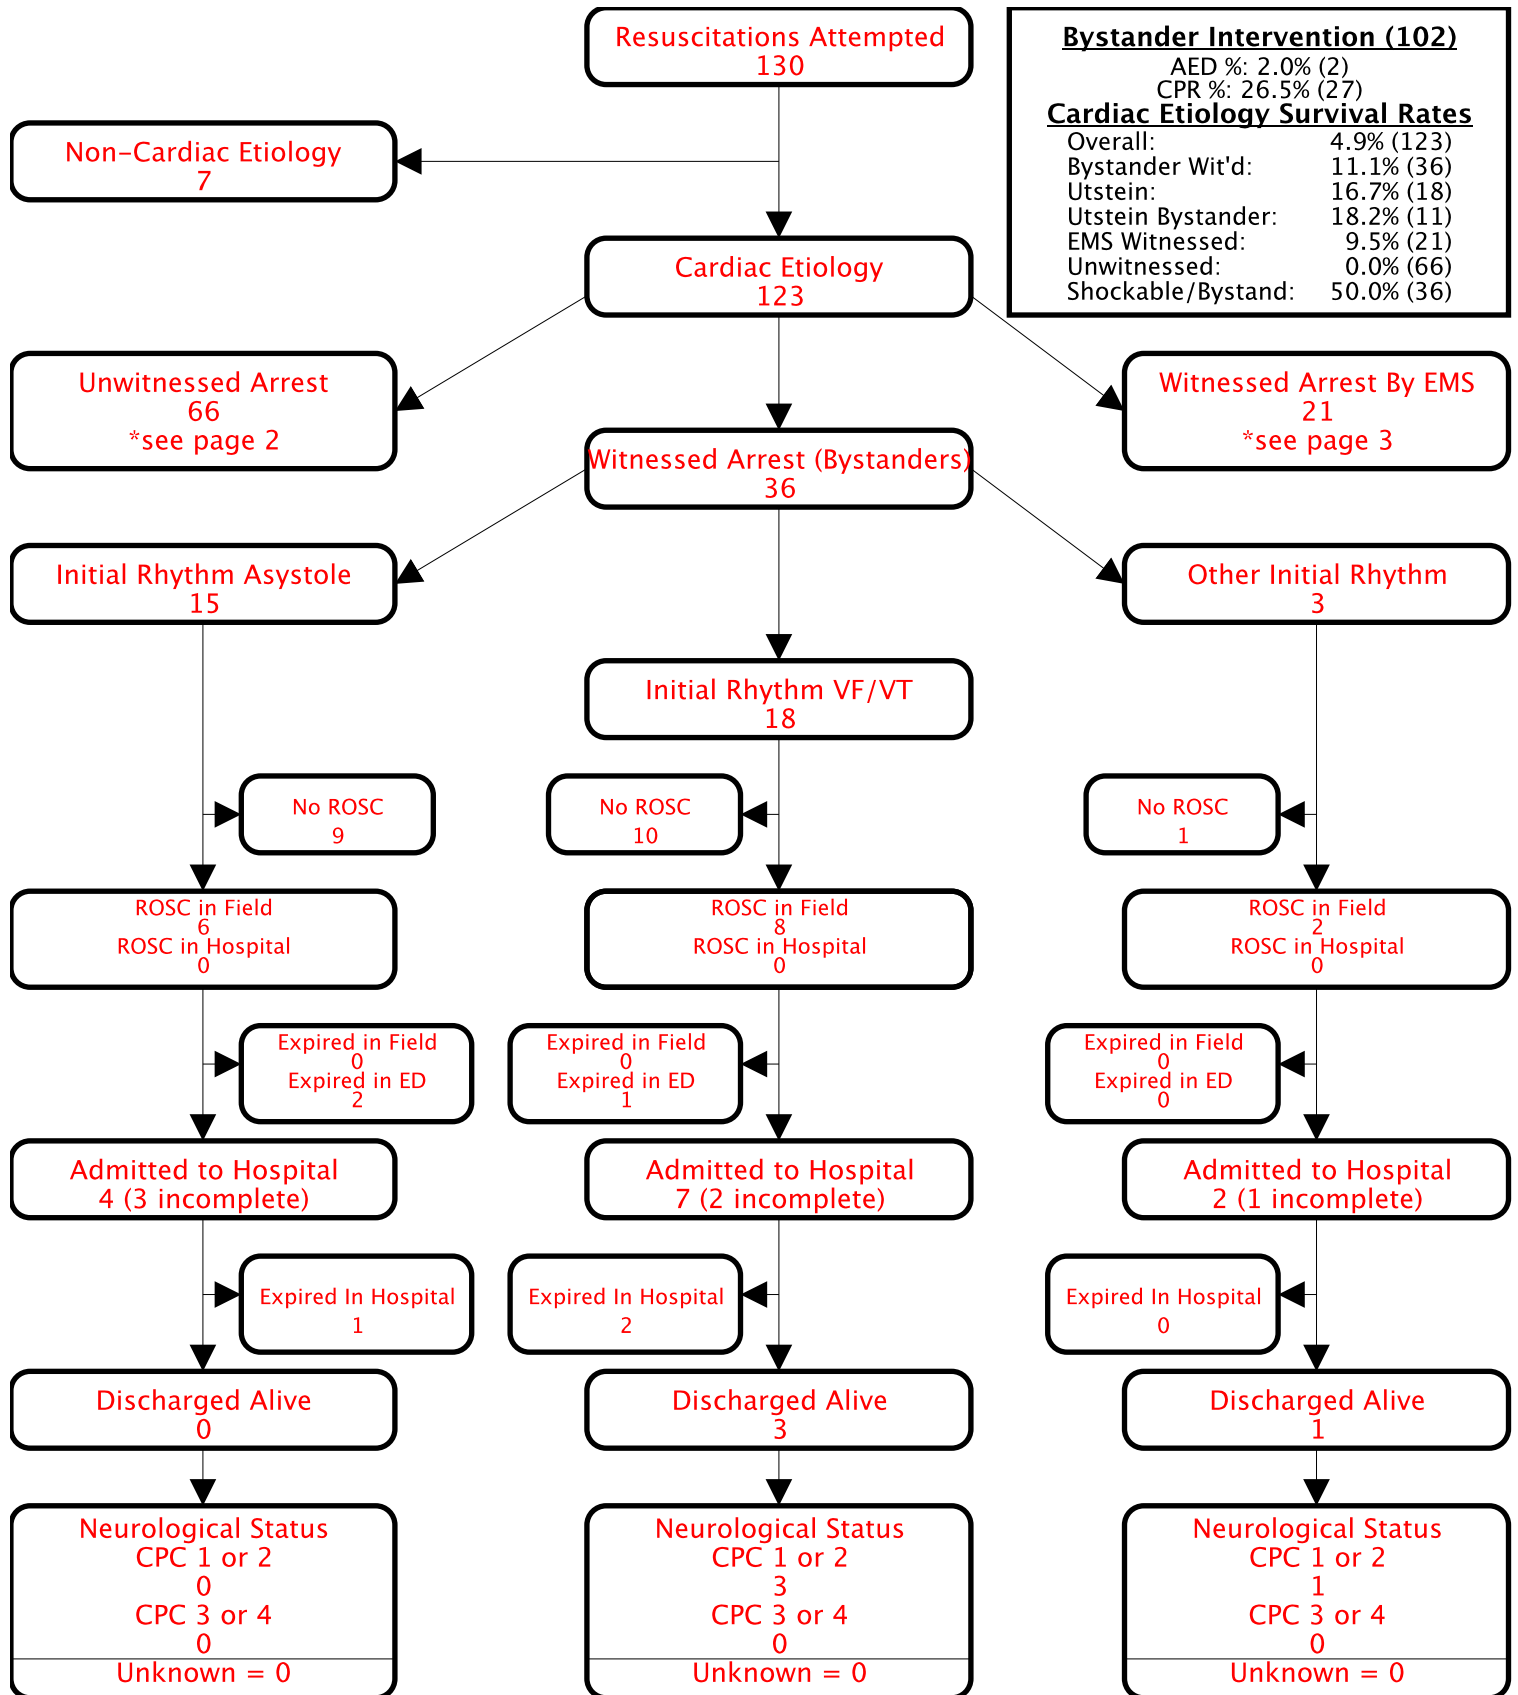 Resuscitations Attempted
130
Bystander Intervention (102)
AED %: 2.0% (2)
CPR %: 26.5% (27)
Cardiac Etiology Survival Rates
Overall: 4.9% (123)
Bystander Wit'd: 11.1% (36)
Utstein: 16.7% (18)
Utstein Bystander: 18.2% (11)
EMS Witnessed: 9.5% (21)
Unwitnessed: 0.0% (66)
Shockable/Bystand: 50.0% (36)
Non-Cardiac Etiology
7
Cardiac Etiology
123
Unwitnessed Arrest
66
*see page 2
Witnessed Arrest By EMS
21
*see page 3
Witnessed Arrest (Bystanders)
36
Initial Rhythm Asystole
15
Other Initial Rhythm
3
Initial Rhythm VF/VT
18
No ROSC
9
No ROSC
10
No ROSC
1
ROSC in Field
6
ROSC in Hospital
0
ROSC in Field
8
ROSC in Hospital
0
ROSC in Field
2
ROSC in Hospital
0
Expired in Field
0
Expired in ED
2
Expired in Field
0
Expired in ED
1
Expired in Field
0
Expired in ED
0
Admitted to Hospital
4 (3 incomplete)
Admitted to Hospital
7 (2 incomplete)
Admitted to Hospital
2 (1 incomplete)
Expired In Hospital
1
Expired In Hospital
2
Expired In Hospital
0
Discharged Alive
0
Discharged Alive
3
Discharged Alive
1
Neurological Status
CPC 1 or 2
0
CPC 3 or 4
0
Unknown = 0
Neurological Status
CPC 1 or 2
3
CPC 3 or 4
0
Unknown = 0
Neurological Status
CPC 1 or 2
1
CPC 3 or 4
0
Unknown = 0